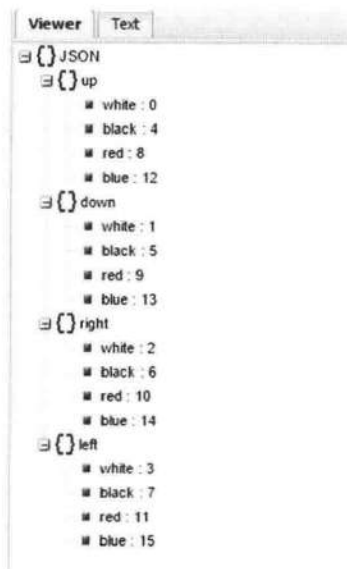 Viewer Text
JSON
up
white : 0
black : 4
red : 8
blue : 12
down
white : 1
black : 5
red : 9
blue : 13
right
white : 2
black : 6
red : 10
blue : 14
left
white : 3
black : 7
red : 11
blue : 15